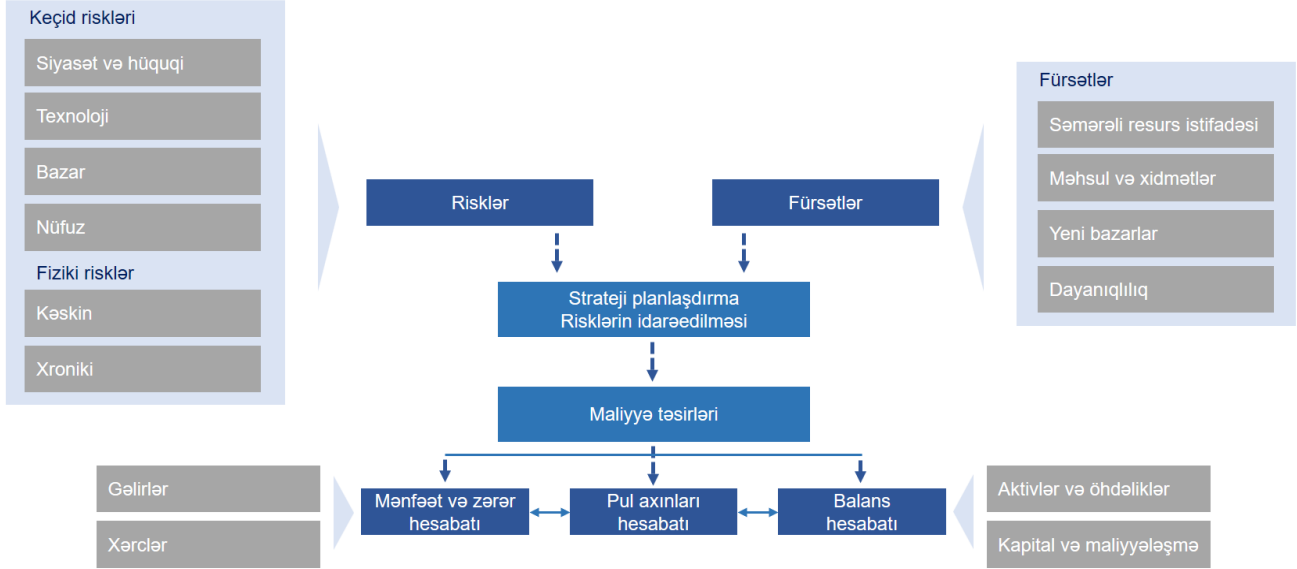 Keçid riskləri
Siyasət və hüquqi
Texnoloji
Bazar
Nüfuz
Fiziki risklər
Kəskin
Xroniki
Risklər
Fürsətlər
Fürsətlər
Səmərəli resurs istifadəsi
Məhsul və xidmətlər
Yeni bazarlar
Dayanıqlılıq
Strateji planlaşdırma
Risklərin idarəedilməsi
Maliyyə təsirləri
Gəlirlər
Xərclər
Mənfəət və zərər
hesabatı
Pul axınları
hesabatı
Balans
hesabatı
Aktivlər və öhdəliklər
Kapital və maliyyələşmə